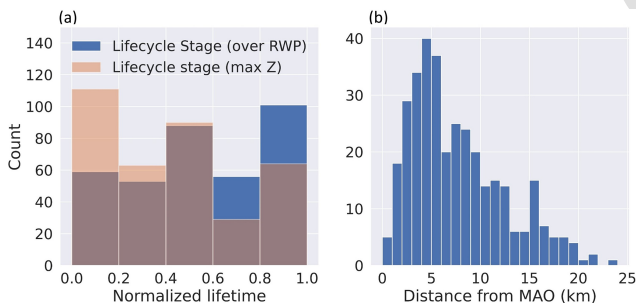 (a)
Lifecycle Stage (over RWP)
Lifecycle stage (max Z)
140
120
100
80
60
40
20
0
Count
0.0 0.2 0.4 0.6 0.8 1.0
Normalized lifetime
(b)
40
30
20
10
0
0 5 10 15 20 25
Distance from MAO (km)